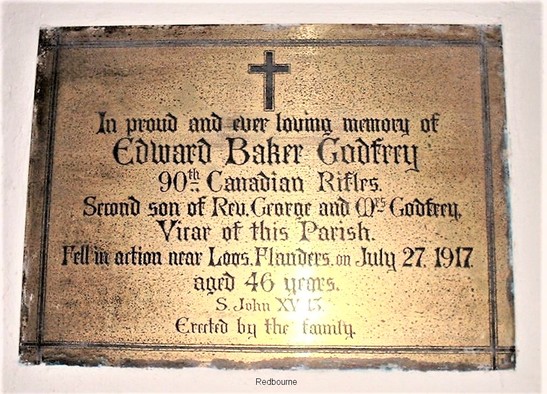 In proud and ever loving memory of
Edward Baker Godfrey
90th Canadian Rifles.
Second son of Rev. George and Mrs Godfrey,
Vicar of this Parish.
Fell in action near Loos, Flanders, on July 27, 1917.
aged 46 years.
S. John XV 13.
Erected by the family.
Redbourne